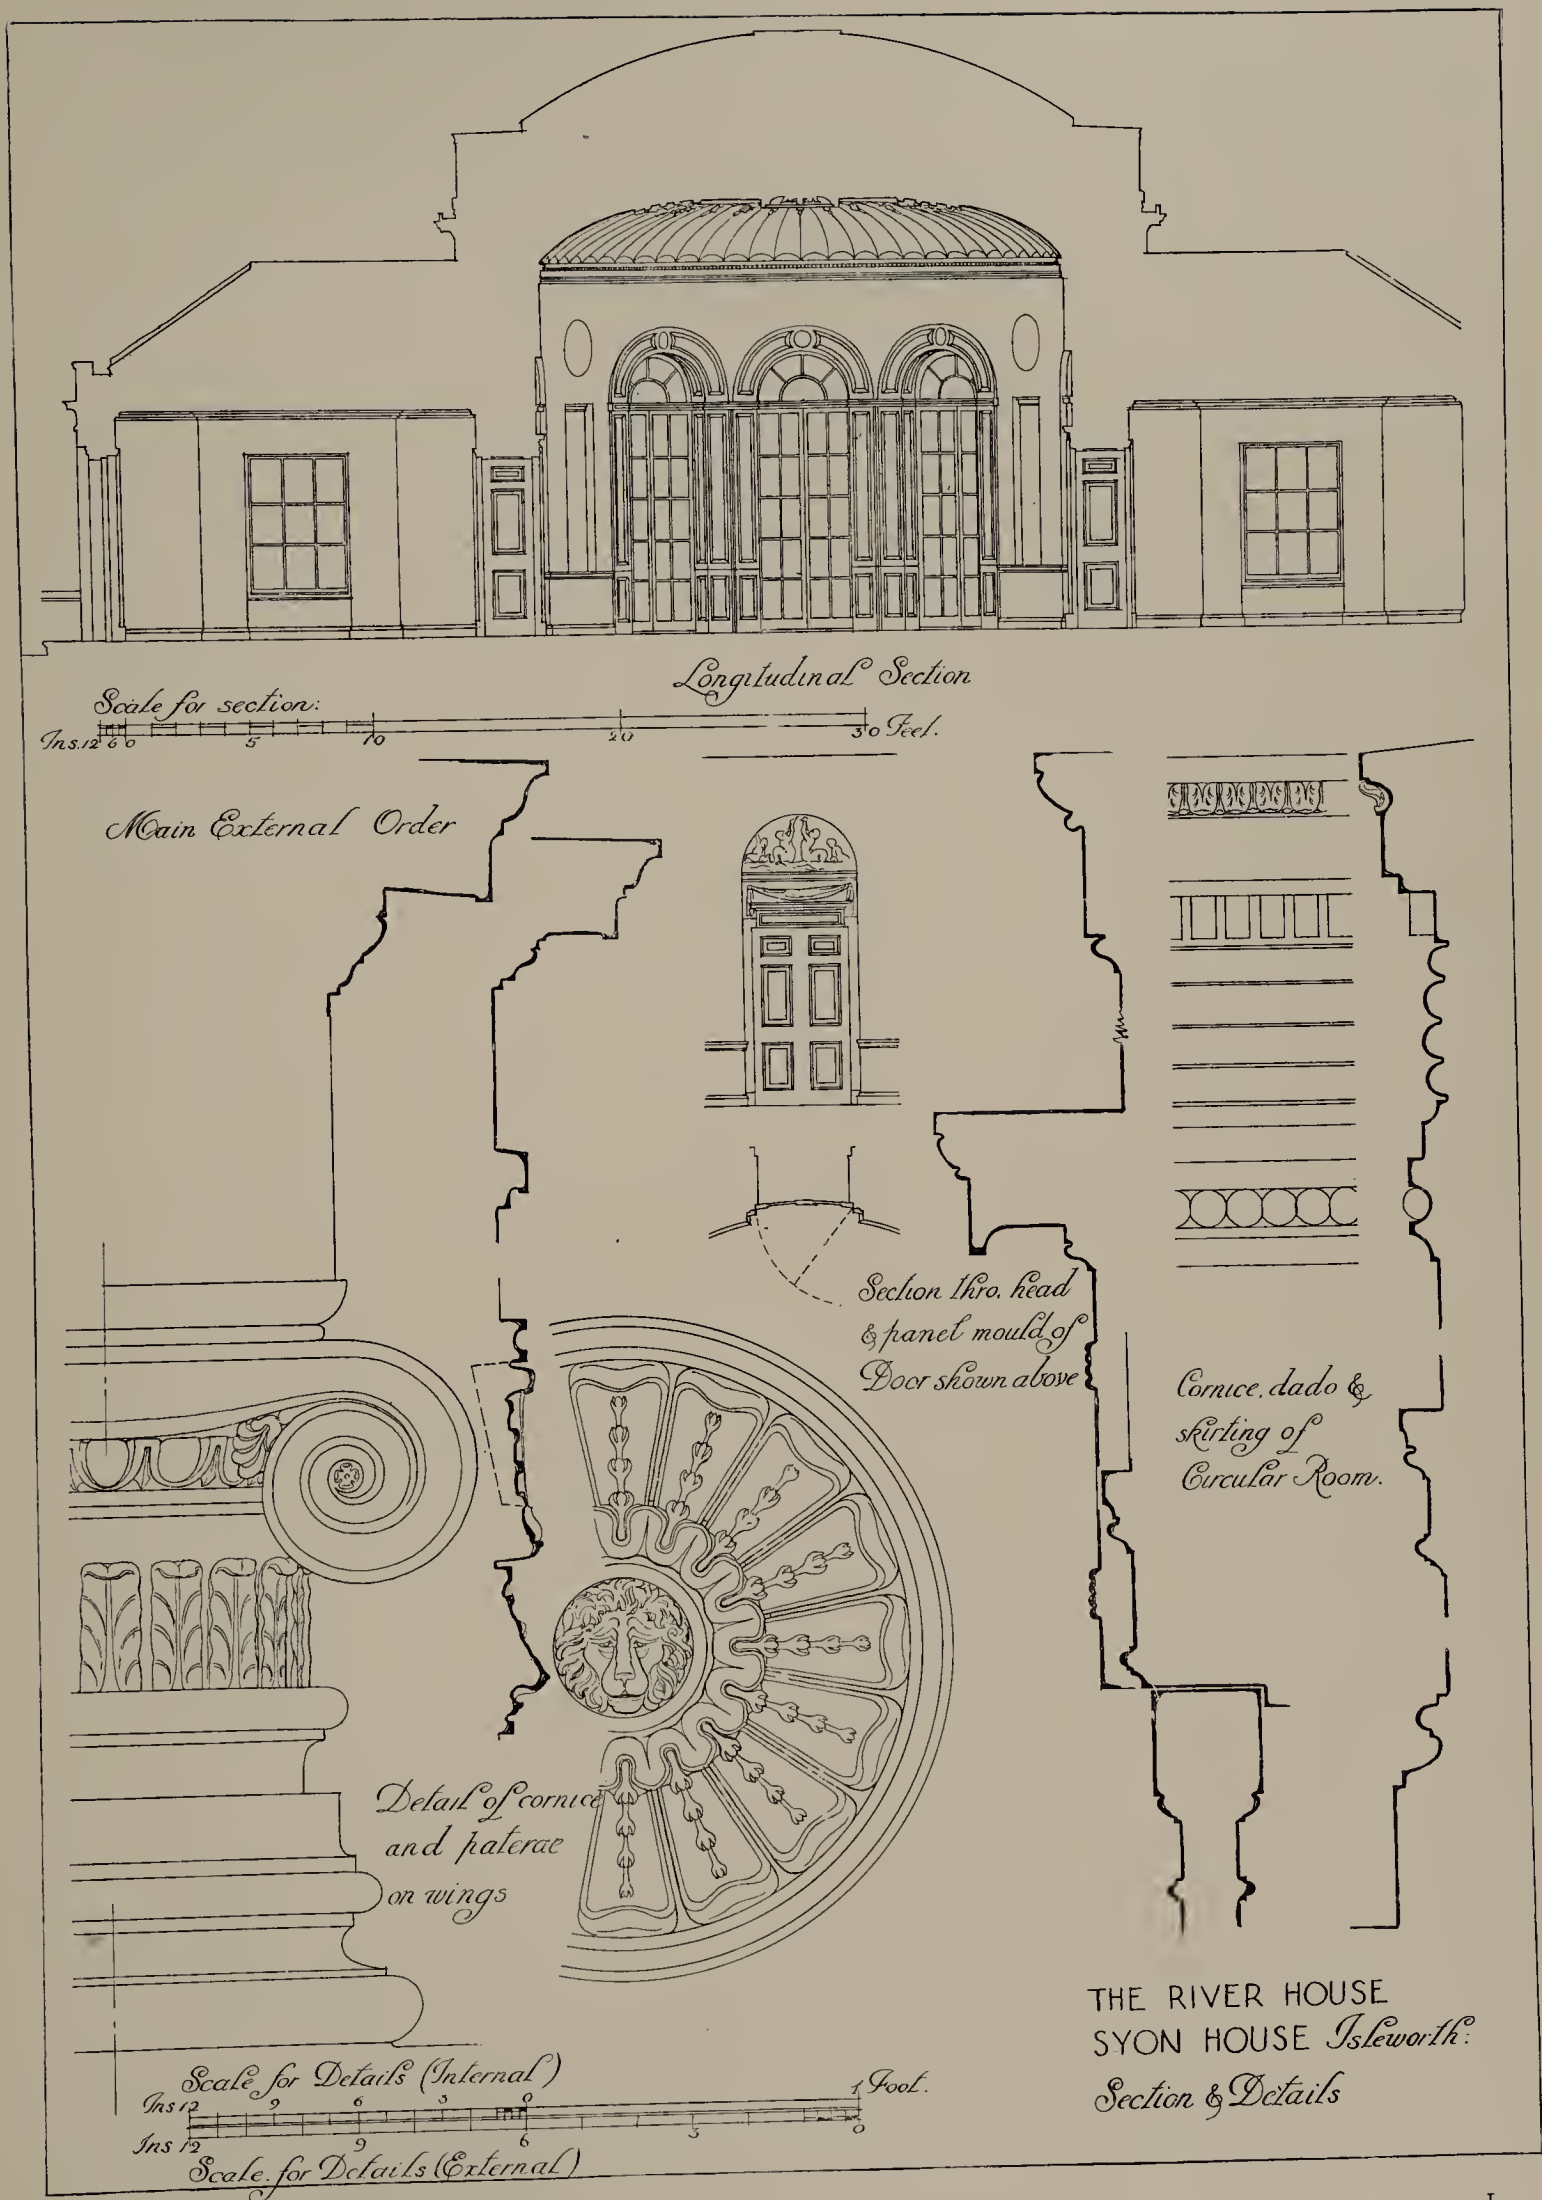 Longitudinal Section
Scale for section:
Ins. 12 6 0 5 10 20 30 Feet.
Main External Order
Section thro. head
& panel mould of
Door shown above
Cornice, dado &
skirting of
Circular Room.
Detail of cornice
and paterae
on wings
THE RIVER HOUSE
SYON HOUSE Isleworth:
Section & Details
Scale for Details (Internal)
Ins 12 9 6 3 0 1 Foot.
Ins 12 9 6 3 0
Scale for Details (External)